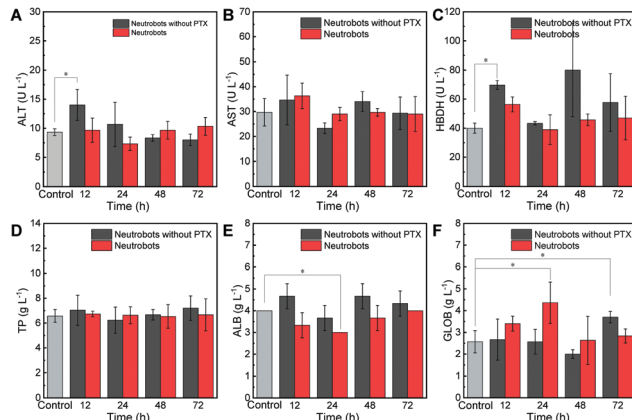 A
Neutrobots without PTX
Neutrobots
*
ALT (U L-1)
30
25
20
15
10
5
0
Control 12 24 48 72
Time (h)
B
Neutrobots without PTX
Neutrobots
AST (U L-1)
60
50
40
30
20
10
0
Control 12 24 48 72
Time (h)
C
Neutrobots without PTX
Neutrobots
*
HBDH (U L-1)
120
100
80
60
40
20
0
Control 12 24 48 72
Time (h)
D
Neutrobots without PTX
Neutrobots
TP (g L-1)
14
12
10
8
6
4
2
0
Control 12 24 48 72
Time (h)
E
Neutrobots without PTX
Neutrobots
*
ALB (g L-1)
8
7
6
5
4
3
2
1
0
Control 12 24 48 72
Time (h)
F
Neutrobots without PTX
Neutrobots
*
*
GLOB (g L-1)
8
7
6
5
4
3
2
1
0
Control 12 24 48 72
Time (h)